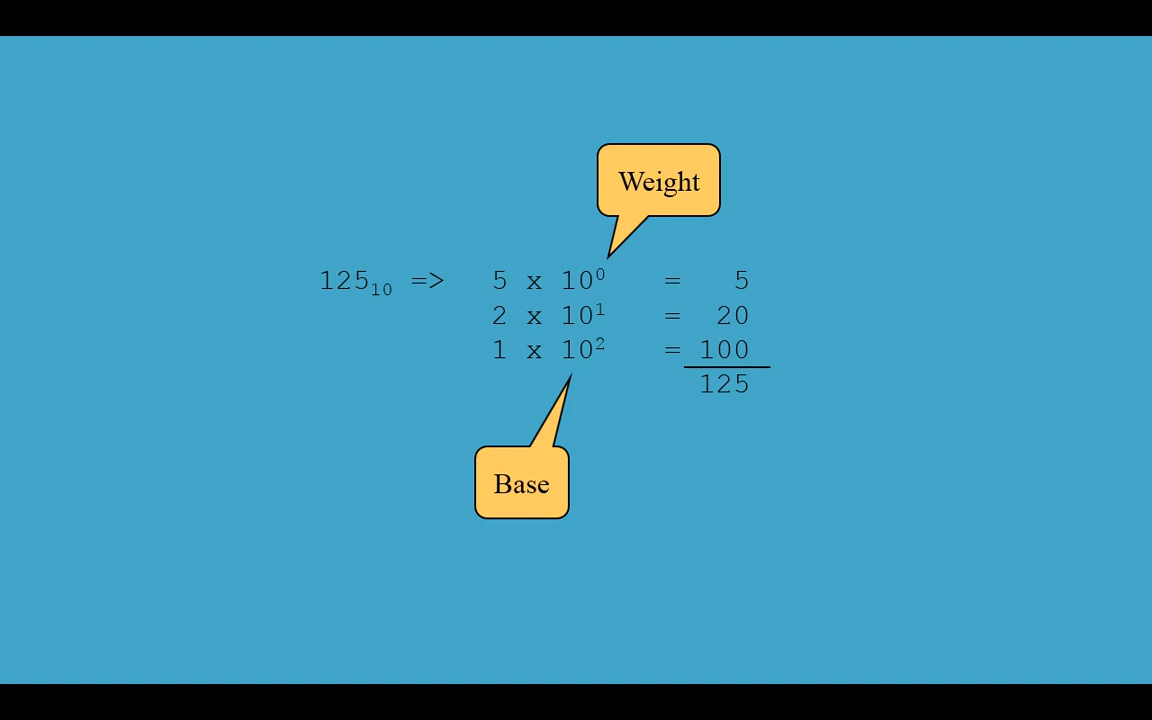 Weight
125₁₀ => 5 x 10⁰ = 5
2 x 10¹ = 20
1 x 10² = 100
125
Base